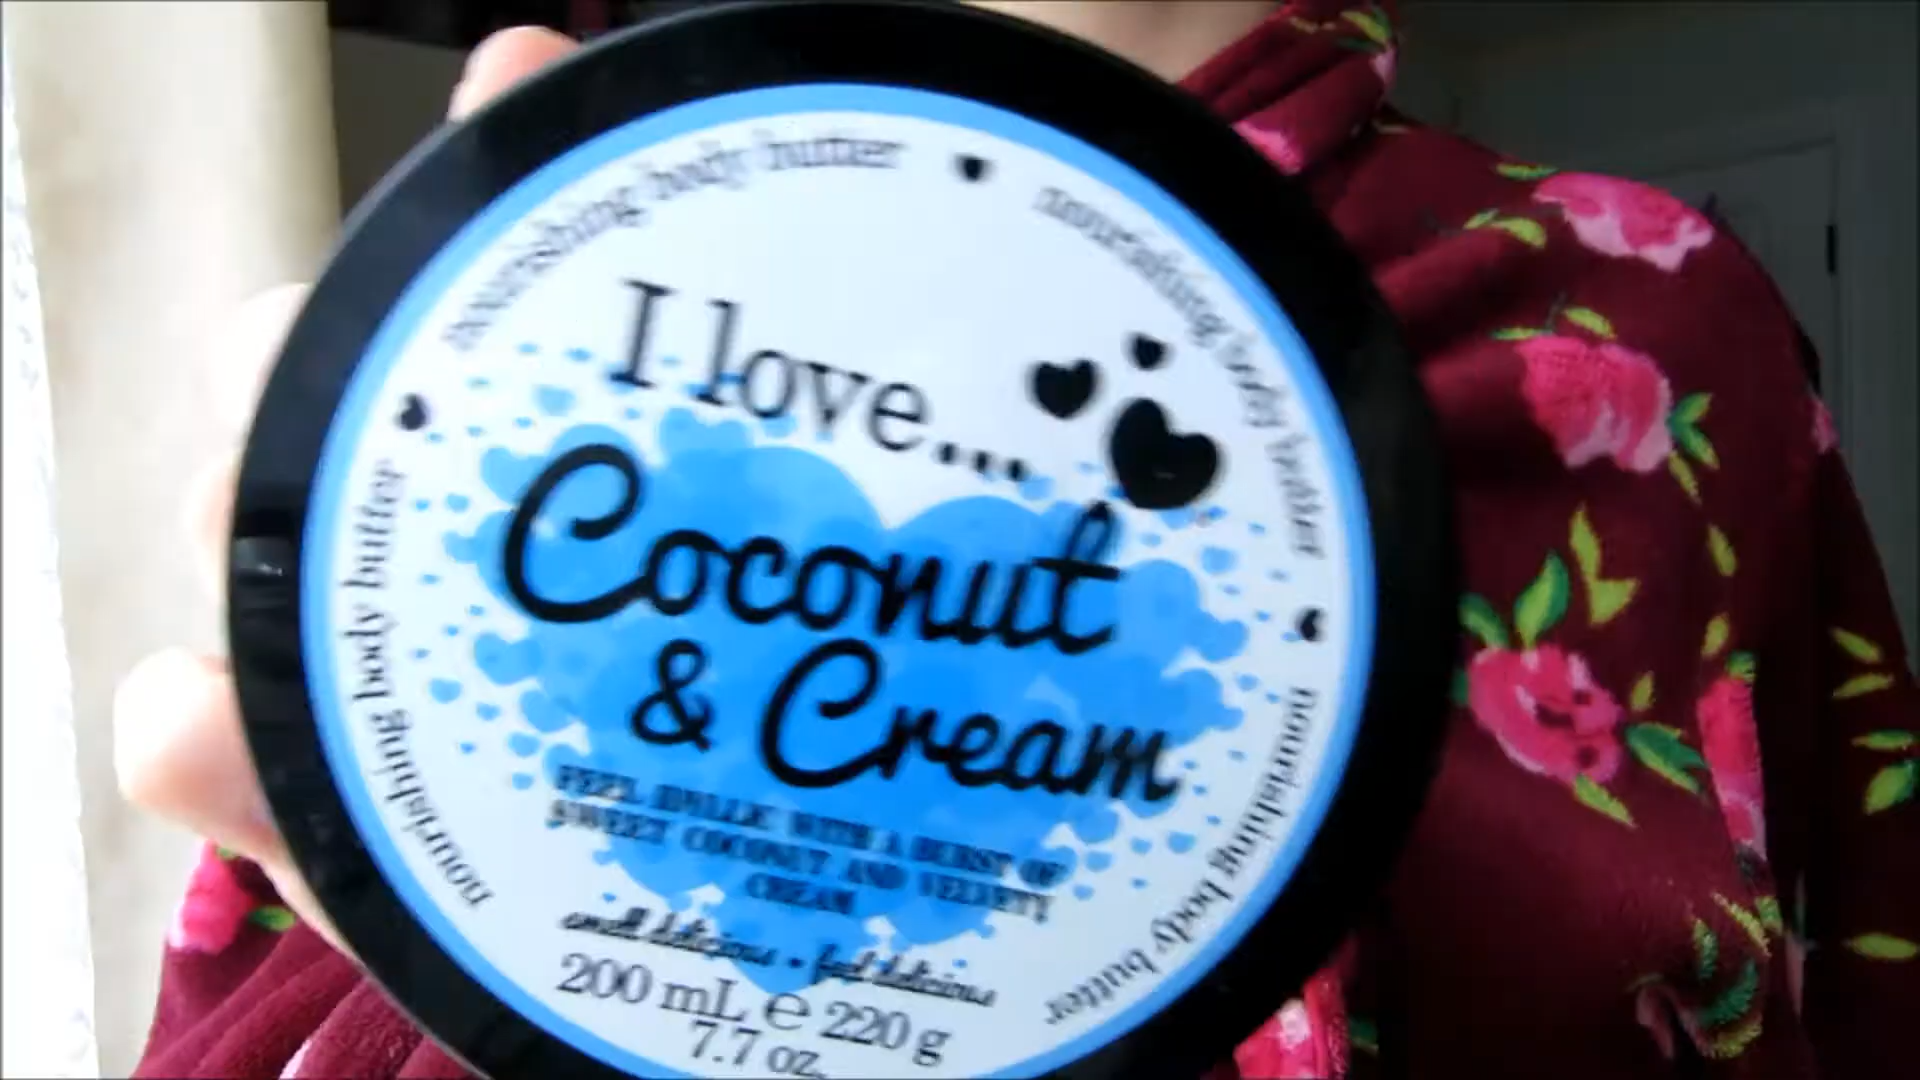 nourishing body butter
nourishing body butter
nourishing body butter
nourishing body butter
I love...
Coconut
& Cream
FEEL IDYLLIC WITH A BURST OF
SWEET COCONUT AND VELVETY
CREAM
smell delicious • feel delicious
200 mL ℮ 220 g
7.7 oz.